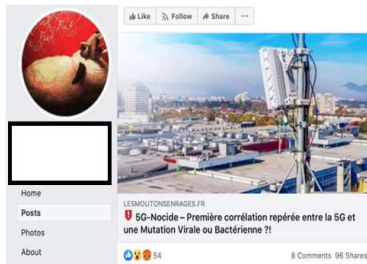 Like Follow Share ...
Home
Posts
Photos
About
LESMOUTONSENRAGES.FR
5G-Nocide – Première corrélation repérée entre la 5G et
une Mutation Virale ou Bactérienne ?!
54
8 Comments 96 Shares